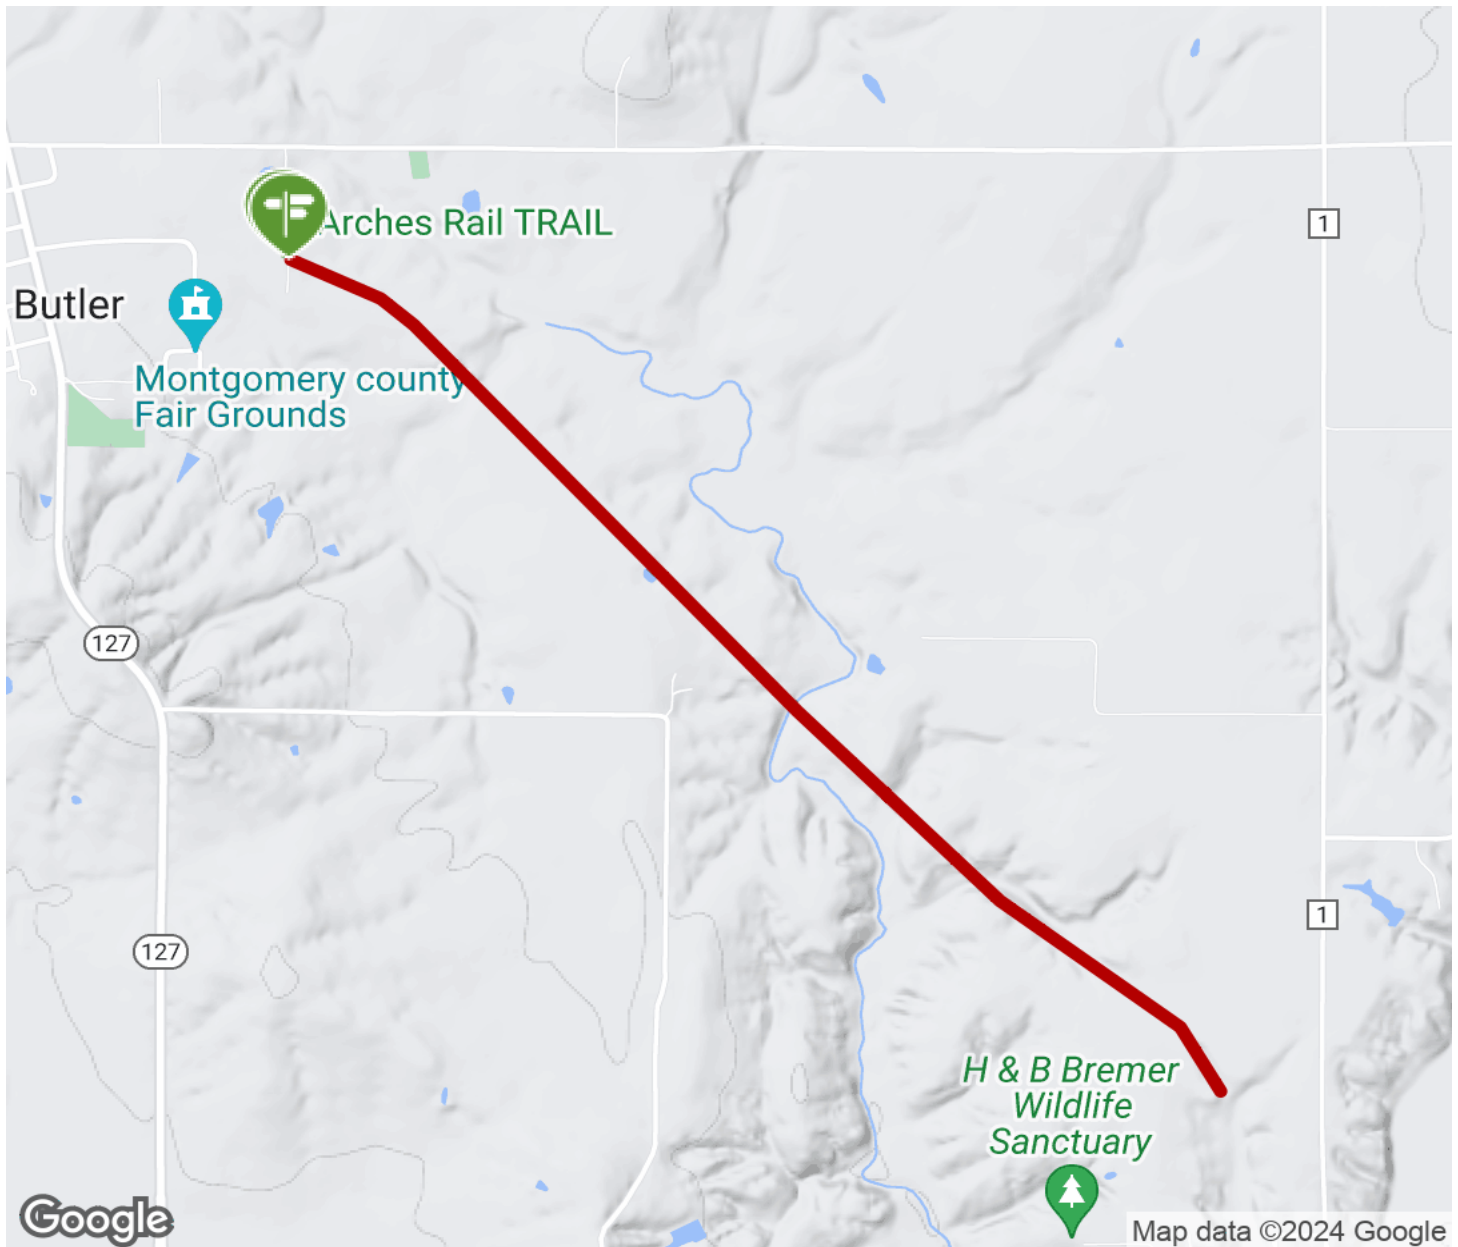 Arches Rail TRAIL
1
Butler
Montgomery county
Fair Grounds
127
127
1
H & B Bremer
Wildlife
Sanctuary
Google
Map data ©2024 Google